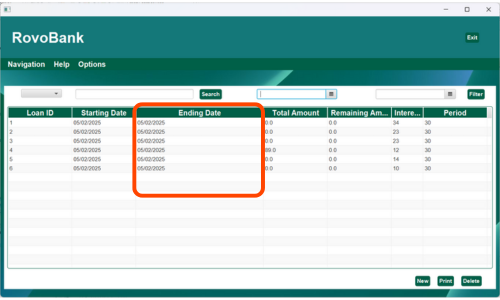 RovoBank
Exit
Navigation Help Options
Search
Filter
Loan ID Starting Date Ending Date Total Amount Remaining Am... Intere... Period
1 05/02/2025 05/02/2025 0.0 0.0 34 30
2 05/02/2025 05/02/2025 0.0 0.0 23 30
3 05/02/2025 05/02/2025 0.0 0.0 23 30
4 05/02/2025 05/02/2025 99.0 0.0 12 30
5 05/02/2025 05/02/2025 0.0 0.0 14 30
6 05/02/2025 05/02/2025 0.0 0.0 10 30
New Print Delete